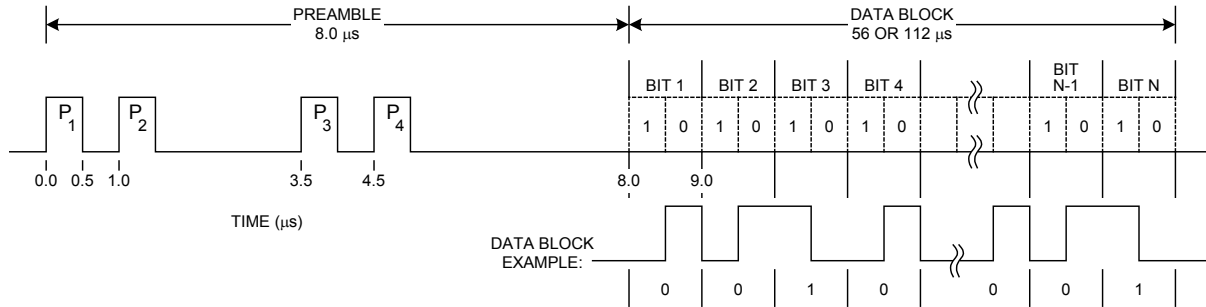 PREAMBLE
8.0 µs
DATA BLOCK
56 OR 112 µs
BIT 1 BIT 2 BIT 3 BIT 4 BIT N-1 BIT N
P1 P2 P3 P4
1 0 1 0 1 0 1 0 1 0 1 0
0.0 0.5 1.0 3.5 4.5 8.0 9.0
TIME (µs)
DATA BLOCK
EXAMPLE:
0 0 1 0 0 0 1